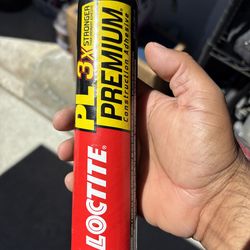 PL
3X
STRONGER
PREMIUM
Construction Adhesive
LOCTITE®